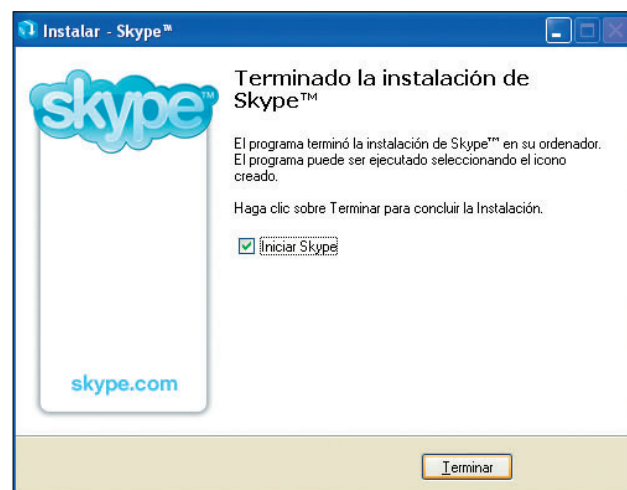 Instalar - Skype™
skype™
Terminado la instalación de
Skype™
El programa terminó la instalación de Skype™ en su ordenador.
El programa puede ser ejecutado seleccionando el icono
creado.
Haga clic sobre Terminar para concluir la Instalación.
Iniciar Skype
skype.com
Terminar